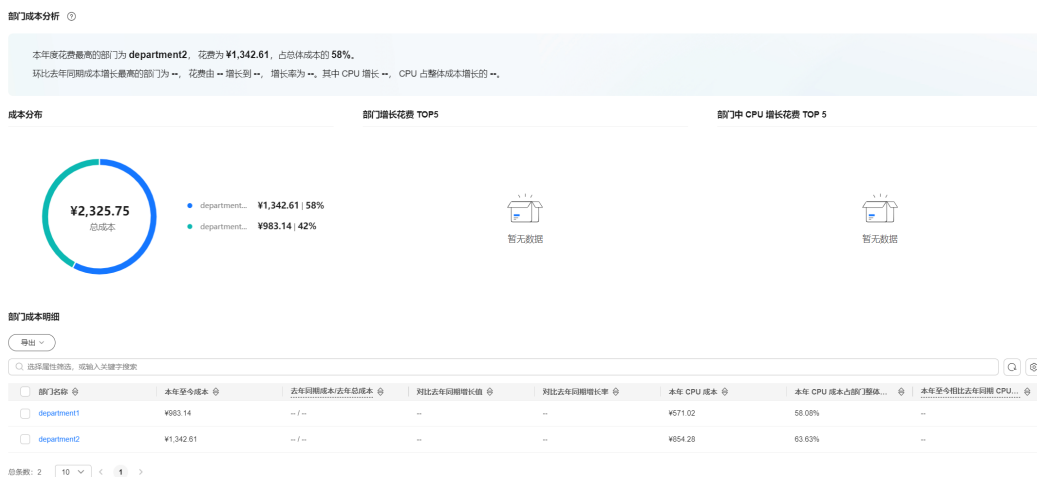 部门成本分析
本年度花费最高的部门为 department2， 花费为 ¥1,342.61，占总体成本的 58%。
环比去年同期成本增长最高的部门为 --， 花费由 -- 增长到 --， 增长率为 --。其中 CPU 增长 --， CPU 占整体成本增长的 --。
成本分布
部门增长花费 TOP5
部门中 CPU 增长花费 TOP 5
¥2,325.75
总成本
department... ¥1,342.61 | 58%
department... ¥983.14 | 42%
暂无数据
暂无数据
部门成本明细
导出
选择属性筛选，或输入关键字搜索
部门名称 本年至今成本 去年同期成本/去年总成本 对比去年同期增长值 对比去年同期增长率 本年 CPU 成本 本年 CPU 成本占部门整体... 本年至今相比去年同期 CPU...
department1 ¥983.14 -- / -- -- -- ¥571.02 58.08% --
department2 ¥1,342.61 -- / -- -- -- ¥854.28 63.63% --
总条数：2 10 < 1 >